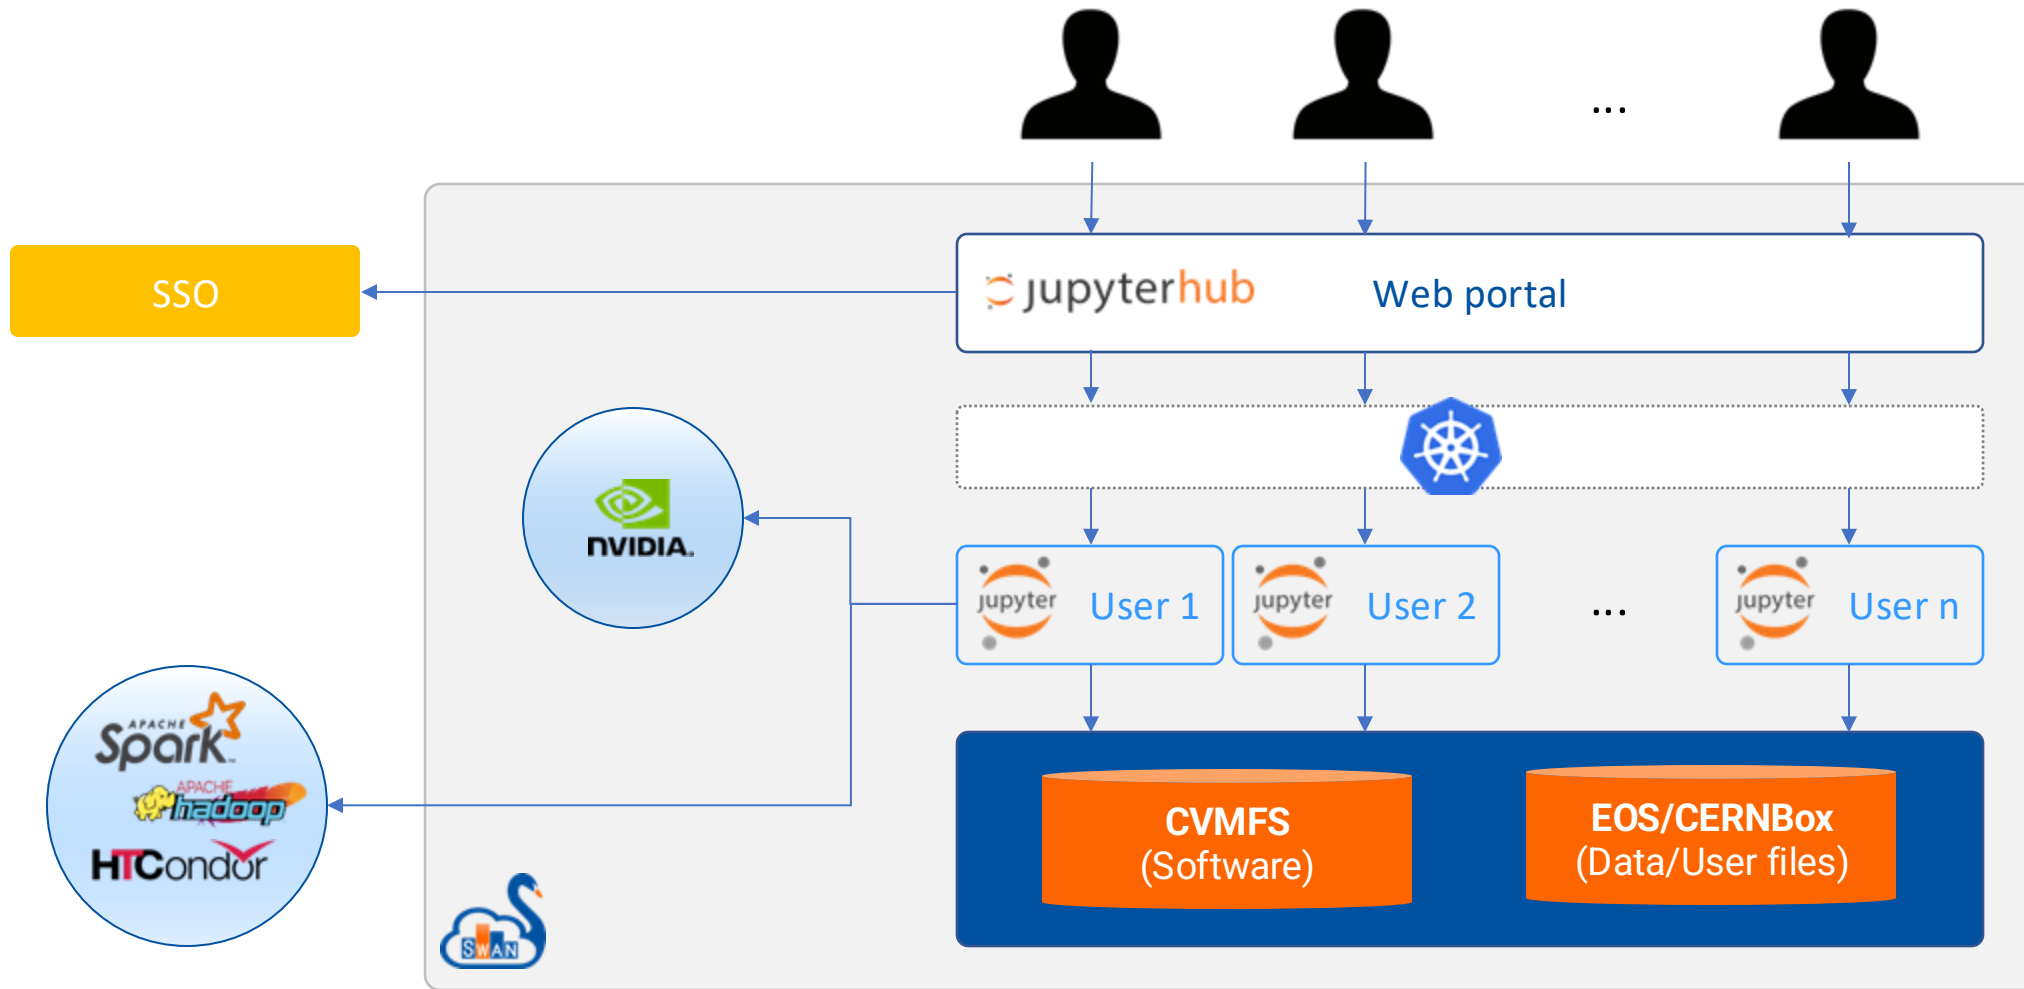 ...
SSO
jupyterhub
Web portal
NVIDIA.
jupyter
User 1
jupyter
User 2
...
jupyter
User n
APACHE
Spark™
APACHE
hadoop
HTCondor
CVMFS
(Software)
EOS/CERNBox
(Data/User files)
SWAN